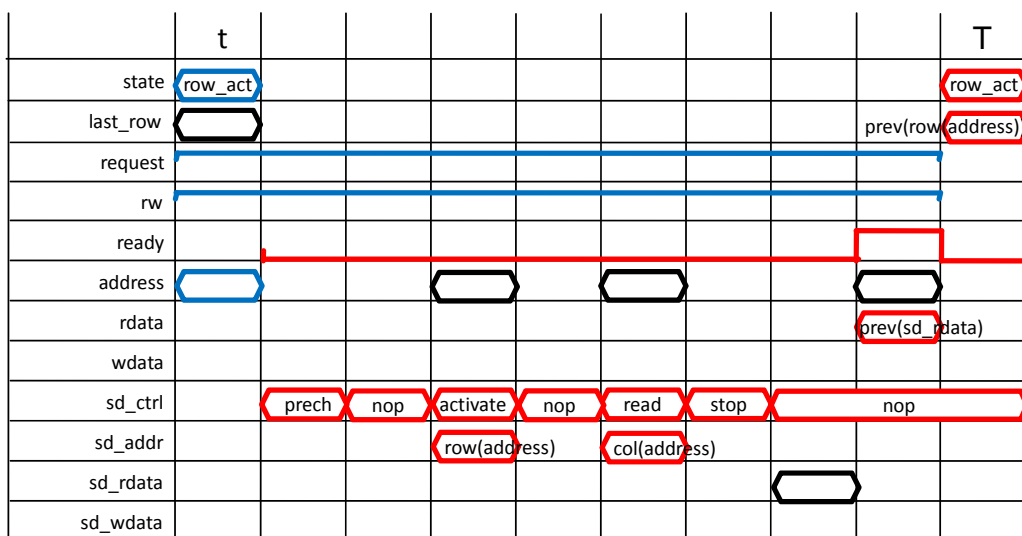 t T
state row_act row_act
last_row prev(row(address)
request
rw
ready
address
rdata prev(sd_rdata)
wdata
sd_ctrl prech nop activate nop read stop nop
sd_addr row(address) col(address)
sd_rdata
sd_wdata